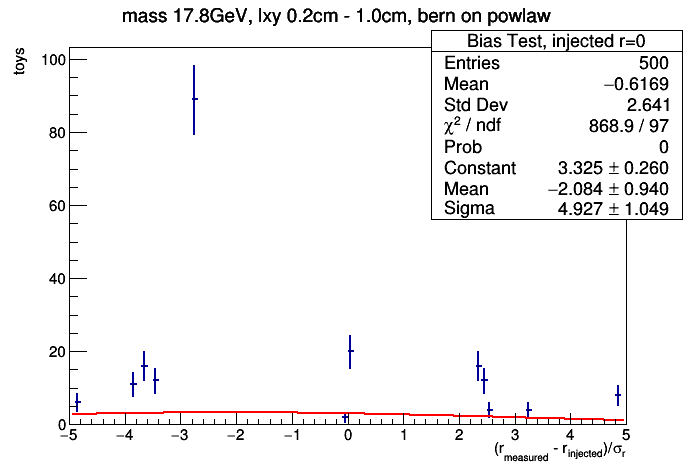 mass 17.8GeV, lxy 0.2cm - 1.0cm, bern on powlaw
toys
Bias Test, injected r=0
Entries 500
Mean −0.6169
Std Dev 2.641
χ² / ndf 868.9 / 97
Prob 0
Constant 3.325 ± 0.260
Mean −2.084 ± 0.940
Sigma 4.927 ± 1.049
100
80
60
40
20
0
−5 −4 −3 −2 −1 0 1 2 3 4 5
(r_measured - r_injected)/σ_r